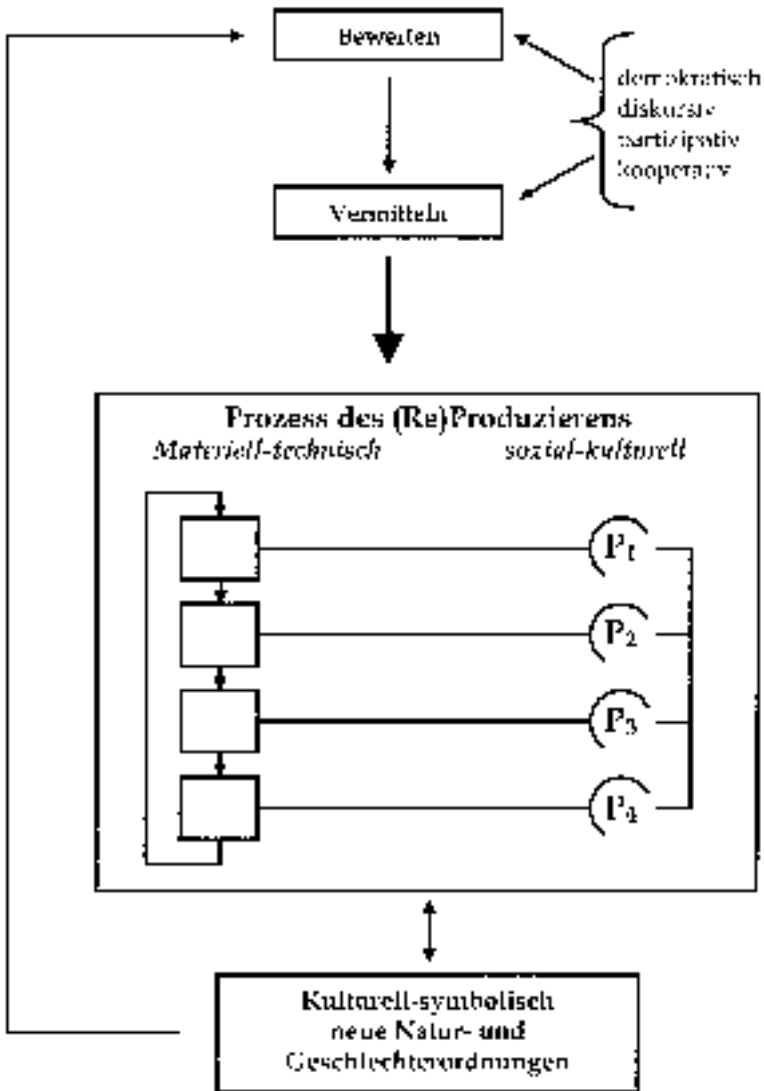 Bewerten
demokratisch
diskursiv
partizipativ
kooperativ
Vermitteln
Prozess des (Re)Produzierens
Materiell-technisch sozial-kulturell
P1
P2
P3
P4
Kulturell-symbolisch
neue Natur- und
Geschlechterordnungen